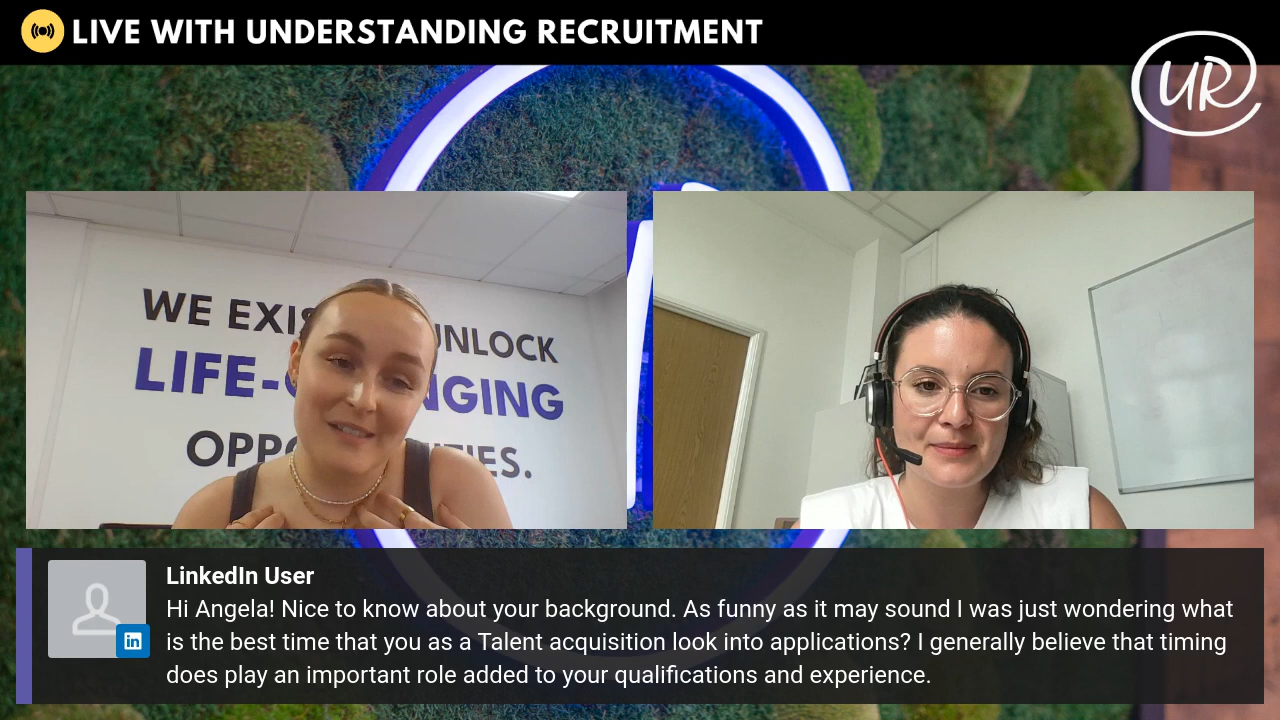 LIVE WITH UNDERSTANDING RECRUITMENT
UR
WE EXIS UNLOCK
LIFE- NGING
OPPO TIES.
LinkedIn User
Hi Angela! Nice to know about your background. As funny as it may sound I was just wondering what
is the best time that you as a Talent acquisition look into applications? I generally believe that timing
does play an important role added to your qualifications and experience.
in